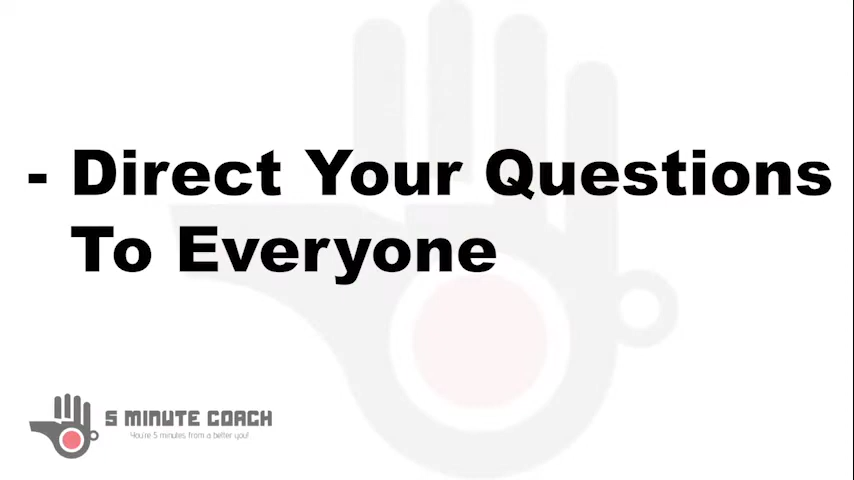 - Direct Your Questions
To Everyone
5 MINUTE COACH
You're 5 minutes from a better you!